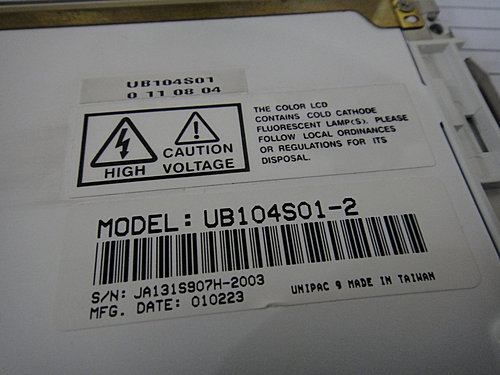 UB104S01
0 11 08 04
HIGH
CAUTION
VOLTAGE
THE COLOR LCD
CONTAINS COLD CATHODE
FLUORESCENT LAMP(S). PLEASE
FOLLOW LOCAL ORDINANCES
OR REGULATIONS FOR ITS
DISPOSAL.
MODEL: UB104S01-2
S/N: JA131S907H-2003
MFG. DATE: 010223
UNIPAC 9 MADE IN TAIWAN